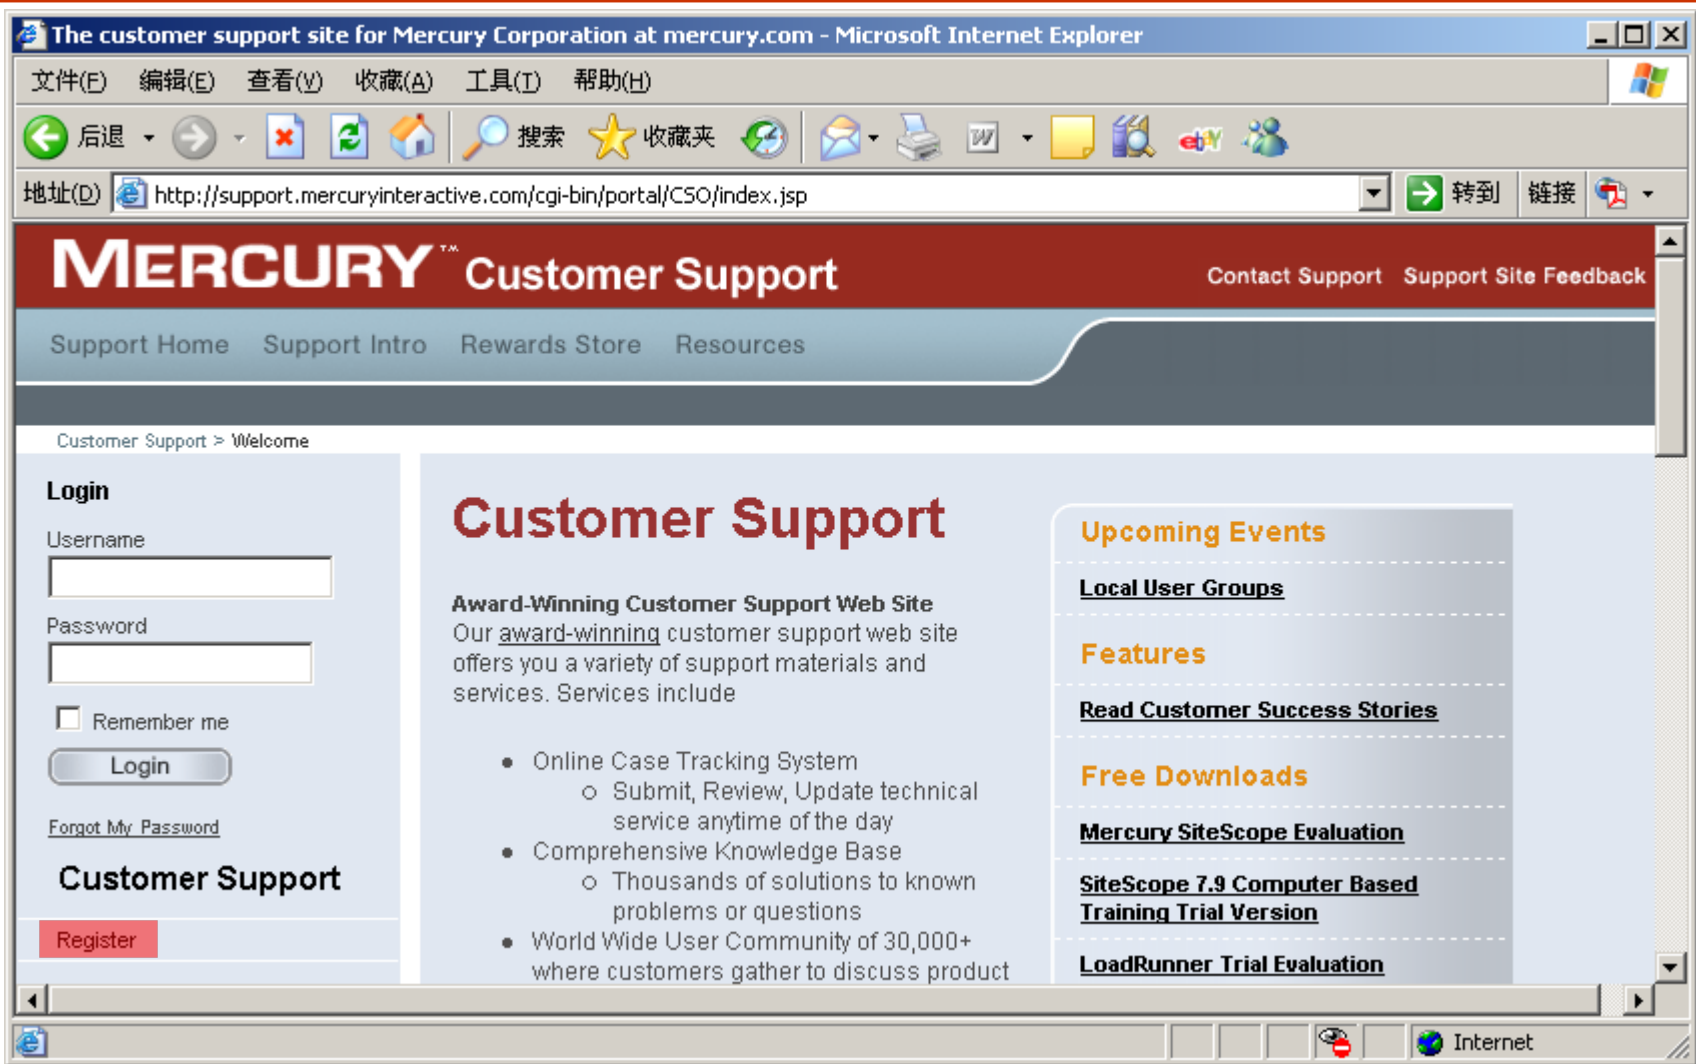 The customer support site for Mercury Corporation at mercury.com - Microsoft Internet Explorer
文件(F) 编辑(E) 查看(V) 收藏(A) 工具(T) 帮助(H)
后退 搜索 收藏夹 W ebY
地址(D) http://support.mercuryinteractive.com/cgi-bin/portal/CSO/index.jsp 转到 链接
MERCURY™ Customer Support Contact Support Support Site Feedback
Support Home Support Intro Rewards Store Resources
Customer Support > Welcome
Login
Username
Password
Remember me
Login
Forgot My Password
Customer Support
Register
Customer Support
Award-Winning Customer Support Web Site
Our award-winning customer support web site
offers you a variety of support materials and
services. Services include
Online Case Tracking System
Submit, Review, Update technical
service anytime of the day
Comprehensive Knowledge Base
Thousands of solutions to known
problems or questions
World Wide User Community of 30,000+
where customers gather to discuss product
Upcoming Events
Local User Groups
Features
Read Customer Success Stories
Free Downloads
Mercury SiteScope Evaluation
SiteScope 7.9 Computer Based
Training Trial Version
LoadRunner Trial Evaluation
Internet